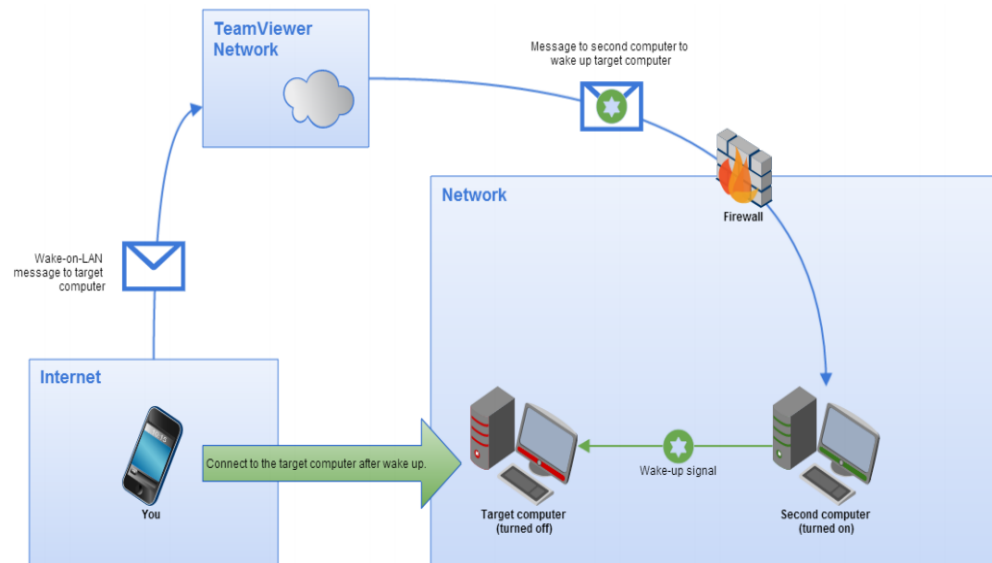 TeamViewer
Network
Message to second computer to
wake up target computer
Network
Firewall
Wake-on-LAN
message to target
computer
Internet
Connect to the target computer after wake up.
Wake-up signal
You
Target computer
(turned off)
Second computer
(turned on)